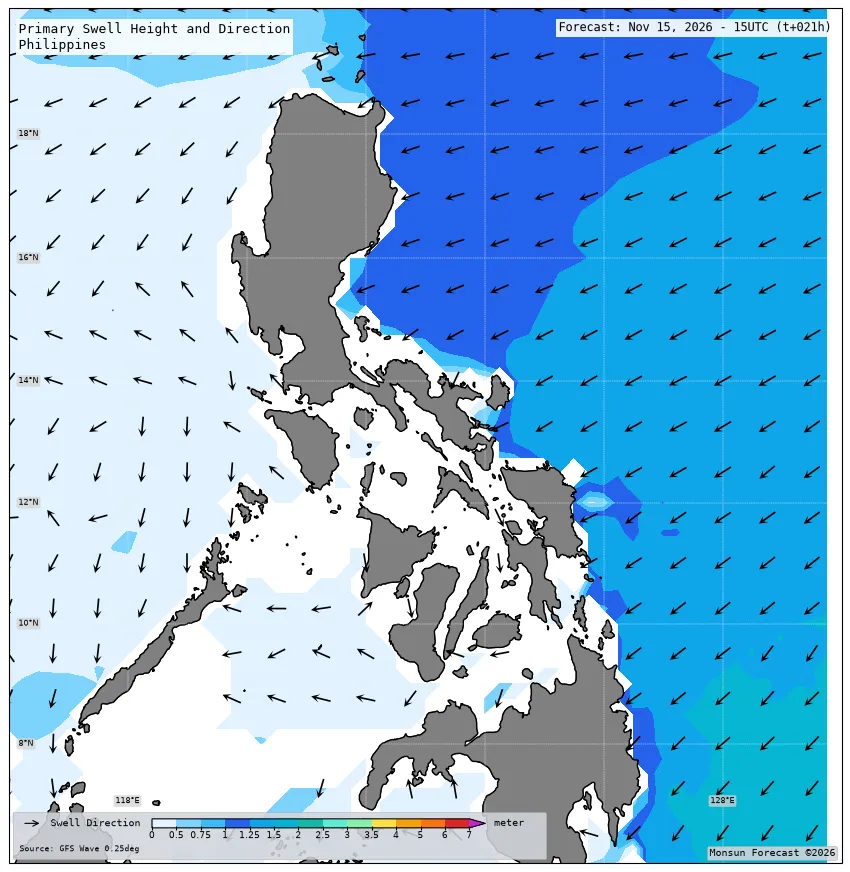 Primary Swell Height and Direction
Philippines
Forecast: Nov 15, 2026 - 15UTC (t+021h)
18°N
16°N
14°N
12°N
10°N
8°N
118°E
128°E
Swell Direction
0 0.5 0.75 1 1.25 1.5 2 2.5 3 3.5 4 5 6 7
meter
Source: GFS Wave 0.25deg
Monsun Forecast ©2026